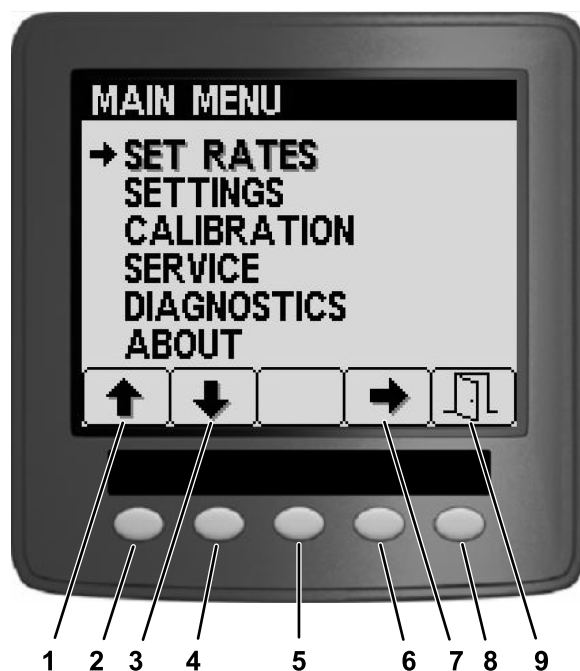 MAIN MENU
SET RATES
SETTINGS
CALIBRATION
SERVICE
DIAGNOSTICS
ABOUT
1 2 3 4 5 6 7 8 9